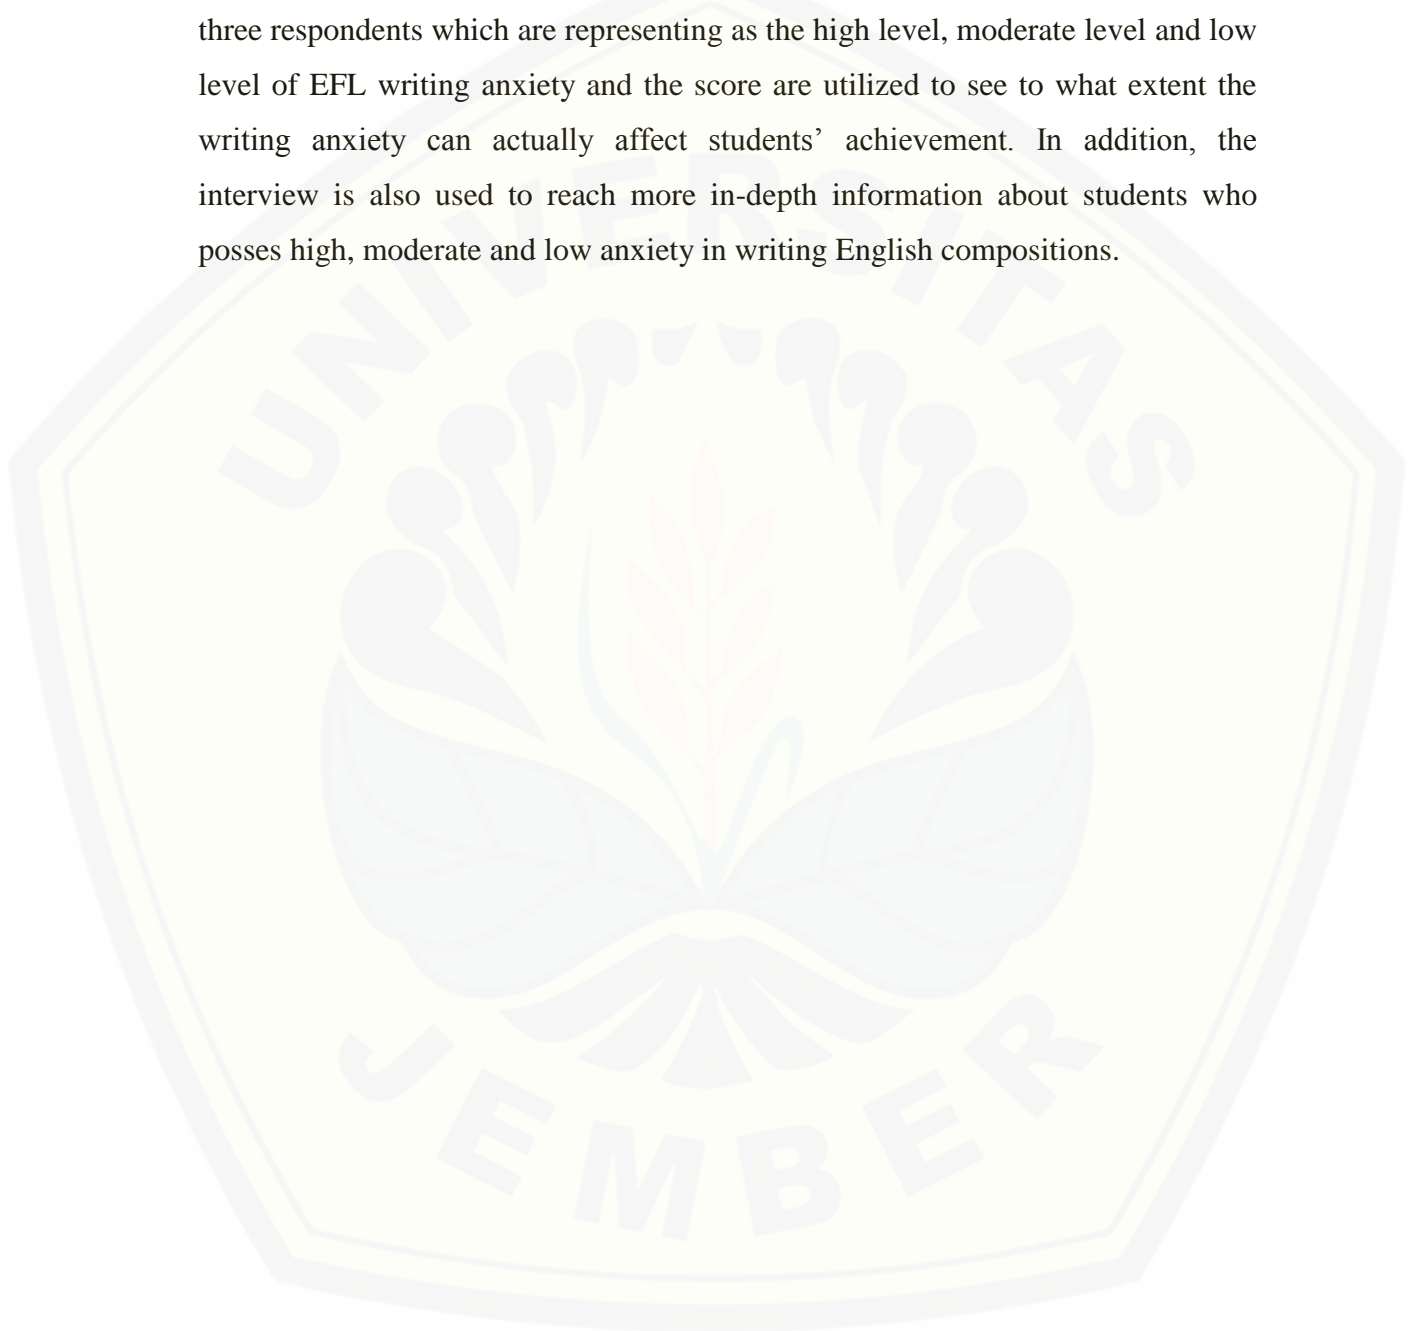 three respondents which are representing as the high level, moderate level and low
level of EFL writing anxiety and the score are utilized to see to what extent the
writing anxiety can actually affect students’ achievement. In addition, the
interview is also used to reach more in-depth information about students who
posses high, moderate and low anxiety in writing English compositions.
UNIVERSITAS
JEMBER